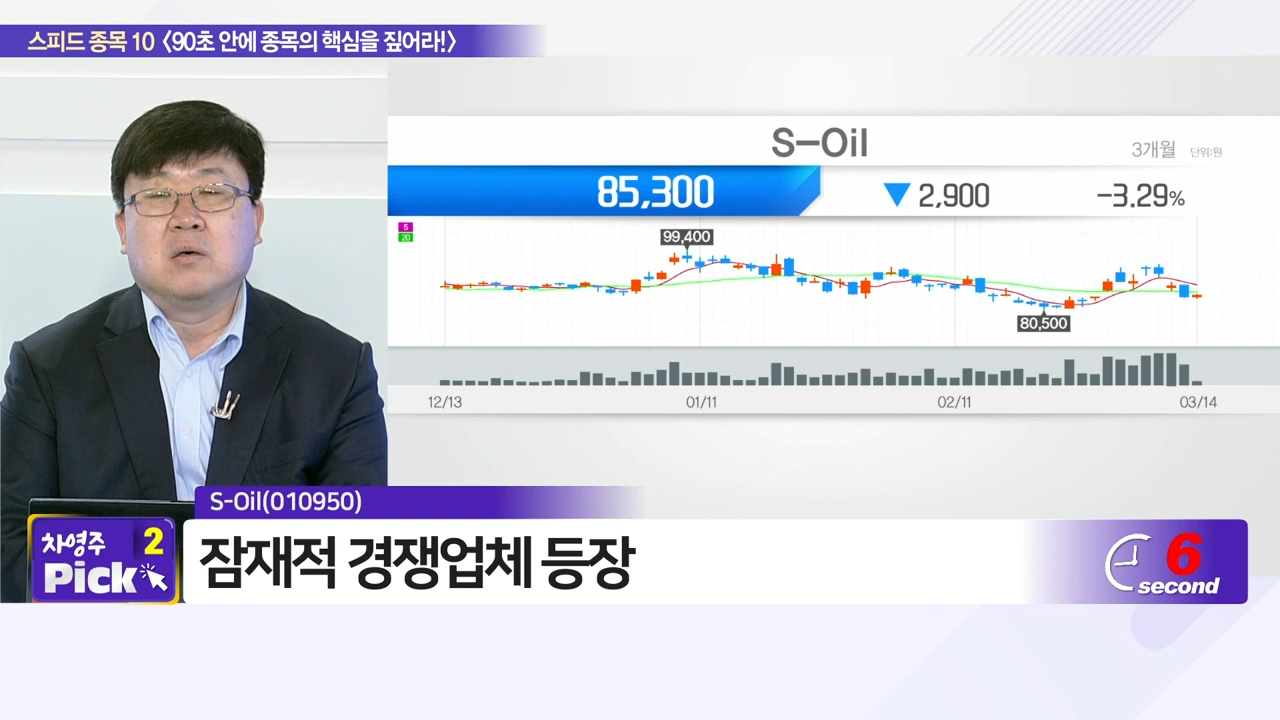 스피드 종목 10 〈90초 안에 종목의 핵심을 짚어라!〉
S-Oil
3개월 단위:원
85,300 ▼ 2,900 -3.29%
5
20
99,400
80,500
12/13 01/11 02/11 03/14
S-Oil(010950)
차영주 2
Pick
잠재적 경쟁업체 등장
6
second